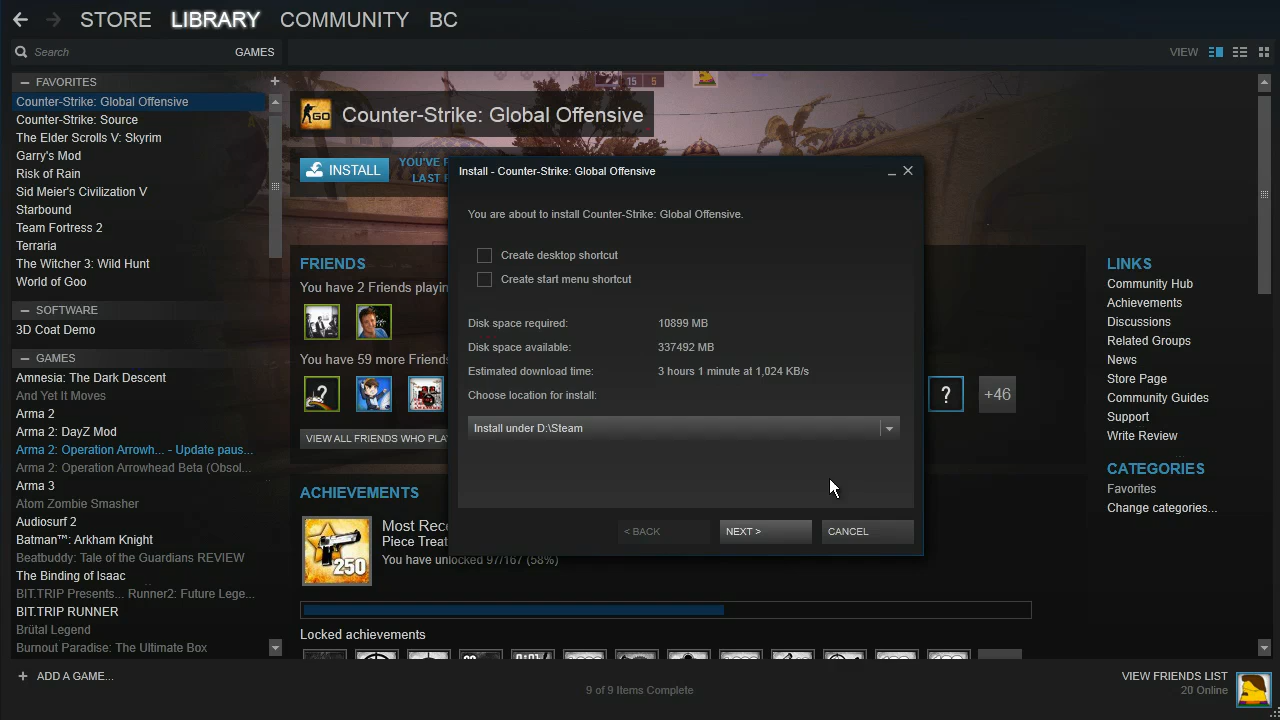 STORE LIBRARY COMMUNITY BC
Search GAMES
VIEW
FAVORITES
Counter-Strike: Global Offensive
Counter-Strike: Source
The Elder Scrolls V: Skyrim
Garry's Mod
Risk of Rain
Sid Meier's Civilization V
Starbound
Team Fortress 2
Terraria
The Witcher 3: Wild Hunt
World of Goo
SOFTWARE
3D Coat Demo
GAMES
Amnesia: The Dark Descent
And Yet It Moves
Arma 2
Arma 2: DayZ Mod
Arma 2: Operation Arrowh... - Update paus...
Arma 2: Operation Arrowhead Beta (Obsol...
Arma 3
Atom Zombie Smasher
Audiosurf 2
Batman™: Arkham Knight
Beatbuddy: Tale of the Guardians REVIEW
The Binding of Isaac
BIT.TRIP Presents... Runner2: Future Lege...
BIT.TRIP RUNNER
Brütal Legend
Burnout Paradise: The Ultimate Box
+ ADD A GAME...
15 5
GO Counter-Strike: Global Offensive
INSTALL
YOU'VE
LAST
FRIENDS
You have 2 Friends playin
You have 59 more Friends
? +46
VIEW ALL FRIENDS WHO PLA
ACHIEVEMENTS
250
Most Rec
Piece Treat
You have unlocked 97/167 (58%)
Locked achievements
Install - Counter-Strike: Global Offensive
You are about to install Counter-Strike: Global Offensive.
Create desktop shortcut
Create start menu shortcut
Disk space required: 10899 MB
Disk space available: 337492 MB
Estimated download time: 3 hours 1 minute at 1,024 KB/s
Choose location for install:
Install under D:\Steam
< BACK NEXT > CANCEL
LINKS
Community Hub
Achievements
Discussions
Related Groups
News
Store Page
Community Guides
Support
Write Review
CATEGORIES
Favorites
Change categories...
9 of 9 Items Complete
VIEW FRIENDS LIST
20 Online